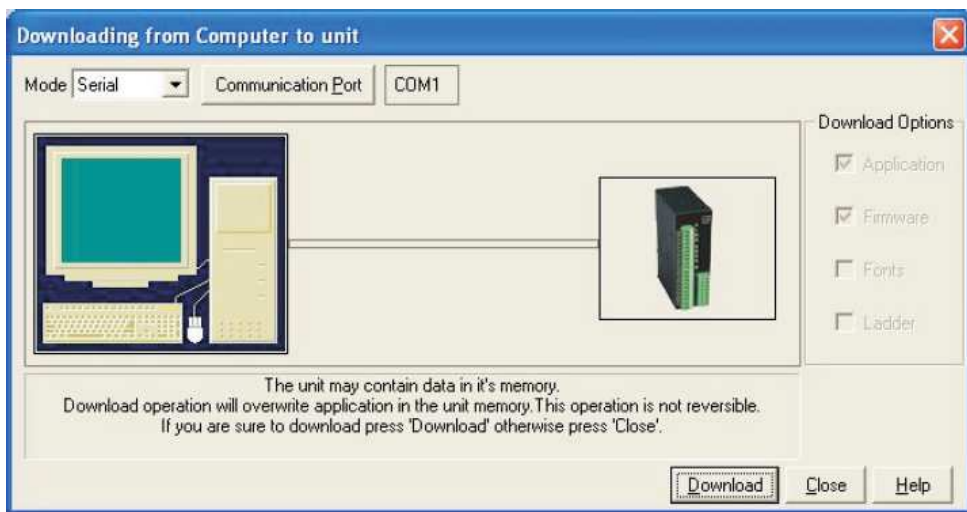 Downloading from Computer to unit
Mode Serial Communication Port COM1
Download Options
Application
Firmware
Fonts
Ladder
The unit may contain data in it's memory.
Download operation will overwrite application in the unit memory.This operation is not reversible.
If you are sure to download press 'Download' otherwise press 'Close'.
Download Close Help